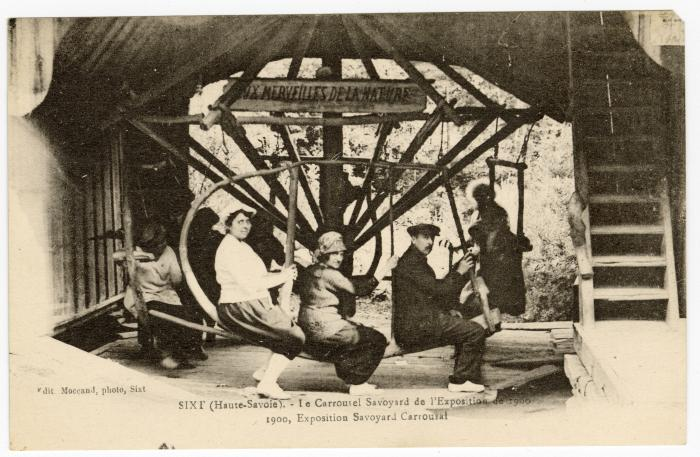 UX MERVEILLES DE LA NATURE
Edit. Moccand, photo, Sixt
SIXT (Haute-Savoie). - Le Carrousel Savoyard de l'Exposition de 1900
1900, Exposition Savoyard Carrousal